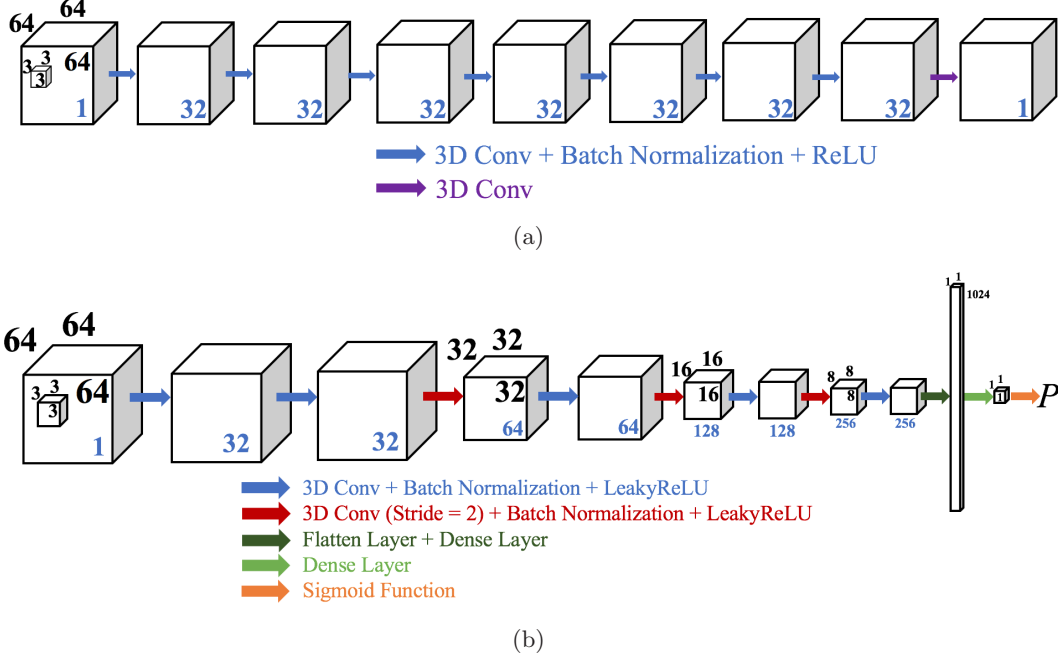 64 64
3 3 64
3
1 32 32 32 32 32 32 32 1
3D Conv + Batch Normalization + ReLU
3D Conv
(a)
1 1
1024
64 64
32 32
16 16
8 8
3 3 64
3
32
16
8
1 1
1
P
1 32 32 64 64 128 128 256 256
3D Conv + Batch Normalization + LeakyReLU
3D Conv (Stride = 2) + Batch Normalization + LeakyReLU
Flatten Layer + Dense Layer
Dense Layer
Sigmoid Function
(b)